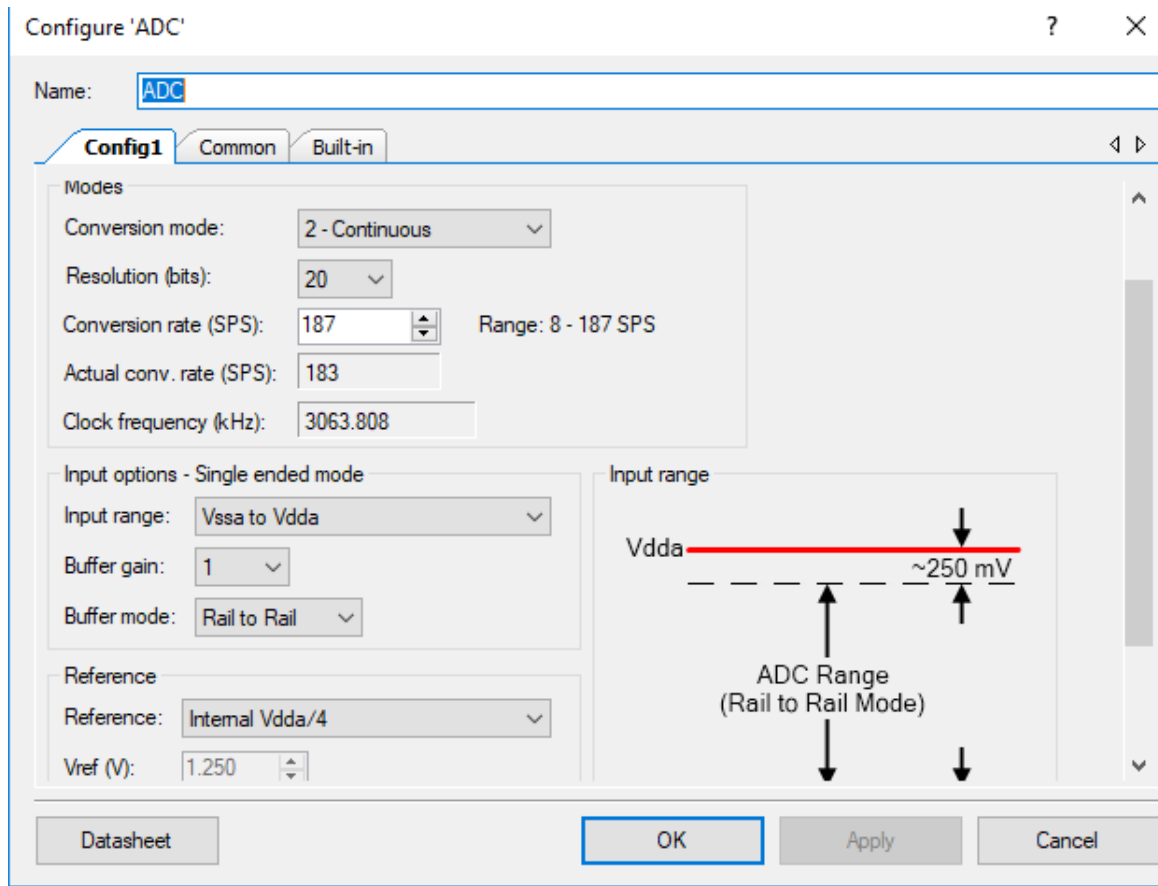 Configure 'ADC' ?
Name: ADC
Config1 Common Built-in
Modes
Conversion mode: 2 - Continuous
Resolution (bits): 20
Conversion rate (SPS): 187 Range: 8 - 187 SPS
Actual conv. rate (SPS): 183
Clock frequency (kHz): 3063.808
Input options - Single ended mode
Input range: Vssa to Vdda
Buffer gain: 1
Buffer mode: Rail to Rail
Reference
Reference: Internal Vdda/4
Vref (V): 1.250
Input range
Vdda
~250 mV
ADC Range
(Rail to Rail Mode)
Datasheet OK Apply Cancel